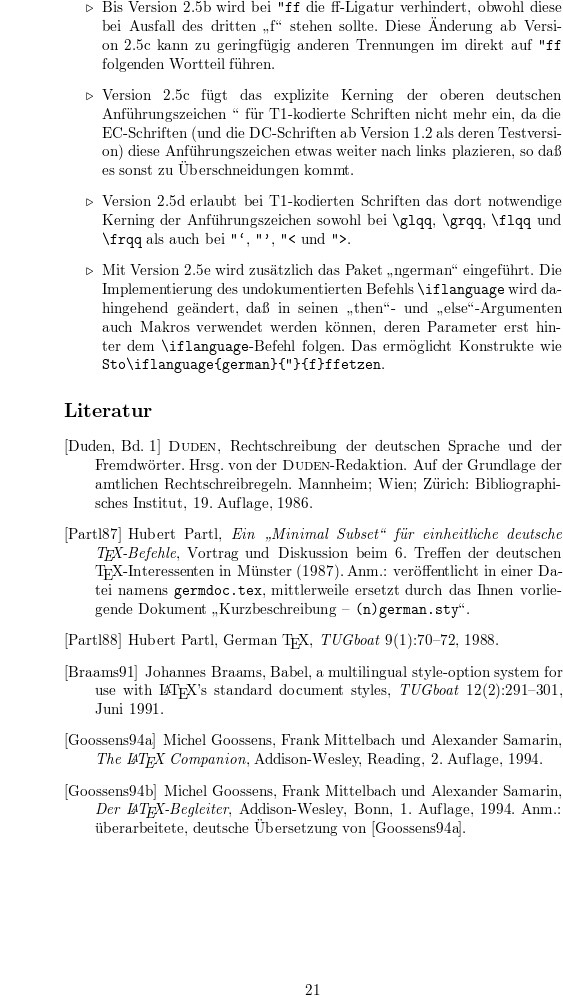 ▷ Bis Version 2.5b wird bei "ff die ff-Ligatur verhindert, obwohl diese
bei Ausfall des dritten „f“ stehen sollte. Diese Änderung ab Versi-
on 2.5c kann zu geringfügig anderen Trennungen im direkt auf "ff
folgenden Wortteil führen.
▷ Version 2.5c fügt das explizite Kerning der oberen deutschen
Anführungszeichen “ für T1-kodierte Schriften nicht mehr ein, da die
EC-Schriften (und die DC-Schriften ab Version 1.2 als deren Testversi-
on) diese Anführungszeichen etwas weiter nach links plazieren, so daß
es sonst zu Überschneidungen kommt.
▷ Version 2.5d erlaubt bei T1-kodierten Schriften das dort notwendige
Kerning der Anführungszeichen sowohl bei \glqq, \grqq, \flqq und
\frqq als auch bei "`, "', "< und ">.
▷ Mit Version 2.5e wird zusätzlich das Paket „ngerman“ eingeführt. Die
Implementierung des undokumentierten Befehls \iflanguage wird da-
hingehend geändert, daß in seinen „then“- und „else“-Argumenten
auch Makros verwendet werden können, deren Parameter erst hin-
ter dem \iflanguage-Befehl folgen. Das ermöglicht Konstrukte wie
Sto\iflanguage{german}{"}{f}ffetzen.
Literatur
[Duden, Bd. 1] DUDEN, Rechtschreibung der deutschen Sprache und der
Fremdwörter. Hrsg. von der DUDEN-Redaktion. Auf der Grundlage der
amtlichen Rechtschreibregeln. Mannheim; Wien; Zürich: Bibliographi-
sches Institut, 19. Auflage, 1986.
[Partl87] Hubert Partl, Ein „Minimal Subset“ für einheitliche deutsche
TEX-Befehle, Vortrag und Diskussion beim 6. Treffen der deutschen
TEX-Interessenten in Münster (1987). Anm.: veröffentlicht in einer Da-
tei namens germdoc.tex, mittlerweile ersetzt durch das Ihnen vorlie-
gende Dokument „Kurzbeschreibung – (n)german.sty“.
[Partl88] Hubert Partl, German TEX, TUGboat 9(1):70–72, 1988.
[Braams91] Johannes Braams, Babel, a multilingual style-option system for
use with LATEX's standard document styles, TUGboat 12(2):291–301,
Juni 1991.
[Goossens94a] Michel Goossens, Frank Mittelbach und Alexander Samarin,
The LATEX Companion, Addison-Wesley, Reading, 2. Auflage, 1994.
[Goossens94b] Michel Goossens, Frank Mittelbach und Alexander Samarin,
Der LATEX-Begleiter, Addison-Wesley, Bonn, 1. Auflage, 1994. Anm.:
überarbeitete, deutsche Übersetzung von [Goossens94a].
21